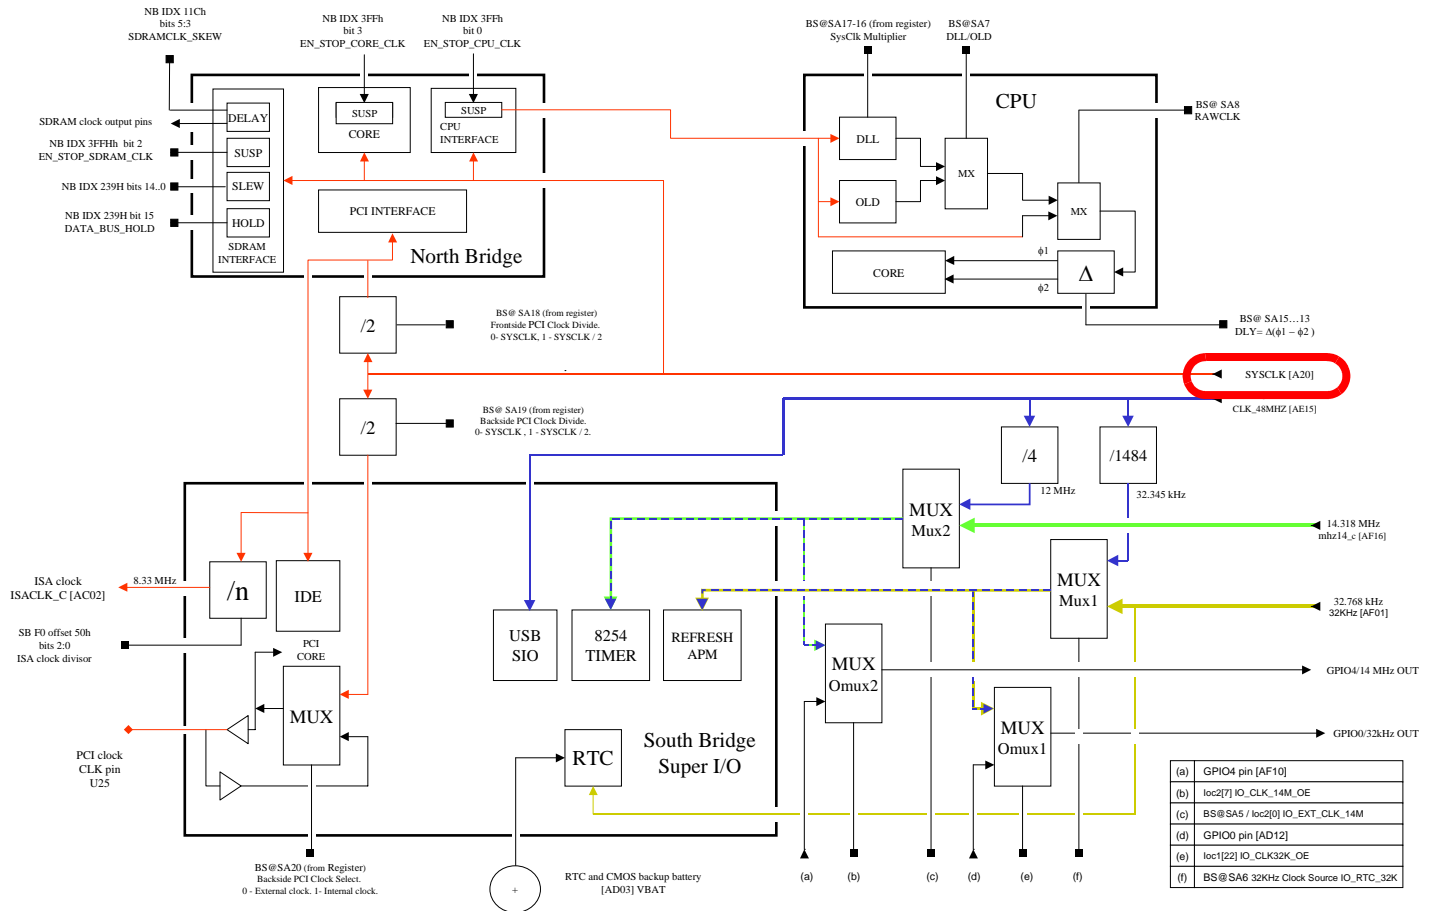 NB IDX 11Ch
bits 5:3
SDRAMCLK_SKEW
NB IDX 3FFh
bit 3
EN_STOP_CORE_CLK
NB IDX 3FFh
bit 0
EN_STOP_CPU_CLK
BS@SA17-16 (from register)
SysClk Multiplier
BS@SA7
DLL/OLD
SDRAM clock output pins
NB IDX 3FFHh bit 2
EN_STOP_SDRAM_CLK
NB IDX 239H bits 14..0
NB IDX 239H bit 15
DATA_BUS_HOLD
DELAY
SUSP
SLEW
HOLD
SDRAM
INTERFACE
SUSP
CORE
SUSP
CPU
INTERFACE
PCI INTERFACE
North Bridge
CPU
DLL
OLD
MX
MX
BS@ SA8
RAWCLK
CORE
ϕ1
ϕ2
Δ
BS@ SA15…13
DLY= Δ(ϕ1 – ϕ2 )
/2
BS@ SA18 (from register)
Frontside PCI Clock Divide.
0- SYSCLK, 1 - SYSCLK / 2
SYSCLK [A20]
CLK_48MHZ [AE15]
/2
BS@ SA19 (from register)
Backside PCI Clock Divide.
0- SYSCLK , 1 - SYSCLK / 2.
/4
/1484
12 MHz
32.345 kHz
MUX
Mux2
14.318 MHz
mhz14_c [AF16]
MUX
Mux1
32.768 kHz
32KHz [AF01]
ISA clock
ISACLK_C [AC02]
8.33 MHz
/n
IDE
SB F0 offset 50h
bits 2:0
ISA clock divisor
PCI
CORE
MUX
USB
SIO
8254
TIMER
REFRESH
APM
MUX
Omux2
GPIO4/14 MHz OUT
MUX
Omux1
GPIO0/32kHz OUT
PCI clock
CLK pin
U25
RTC
South Bridge
Super I/O
BS@SA20 (from Register)
Backside PCI Clock Select.
0 - External clock. 1- Internal clock.
+
RTC and CMOS backup battery
[AD03] VBAT
(a)
(b)
(c)
(d)
(e)
(f)
(a) GPIO4 pin [AF10]
(b) Ioc2[7] IO_CLK_14M_OE
(c) BS@SA5 / Ioc2[0] IO_EXT_CLK_14M
(d) GPIO0 pin [AD12]
(e) Ioc1[22] IO_CLK32K_OE
(f) BS@SA6 32KHz Clock Source IO_RTC_32K